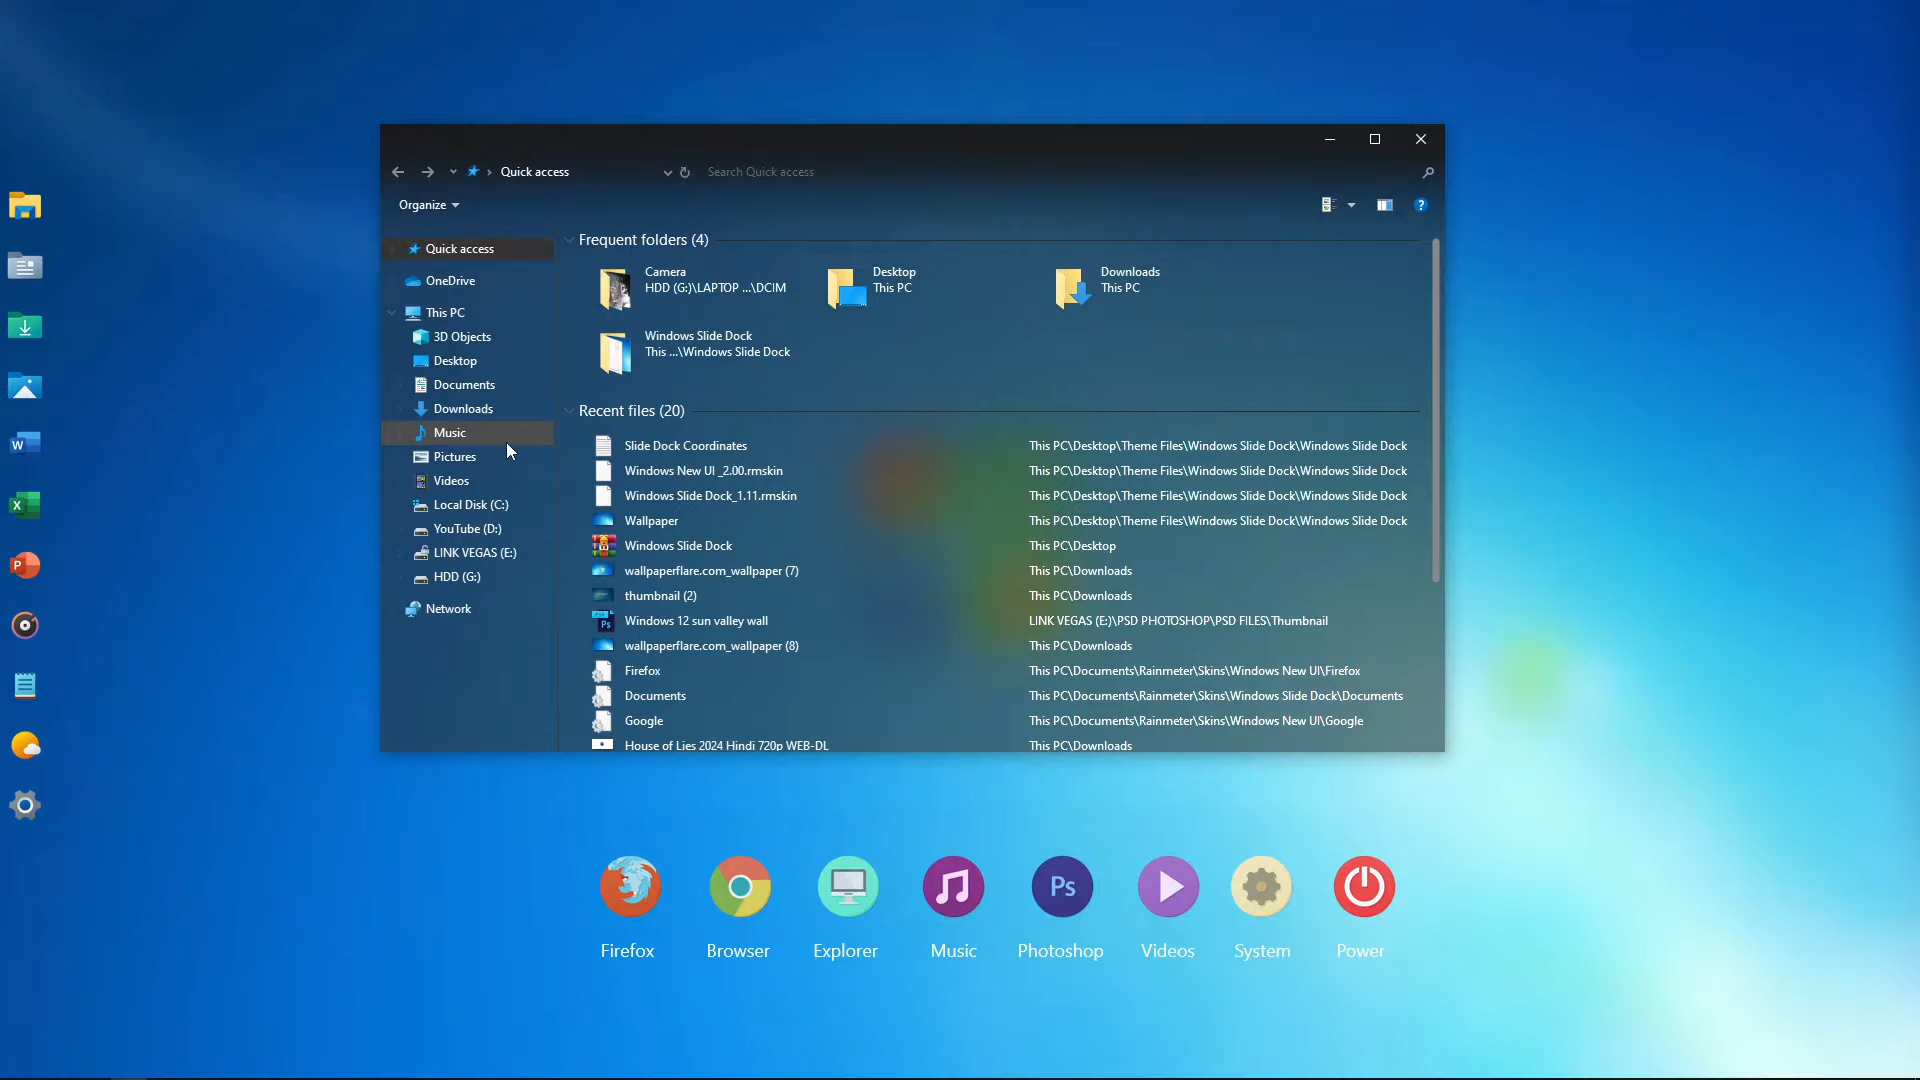 Quick access
Search Quick access
Organize
?
Quick access
OneDrive
This PC
3D Objects
Desktop
Documents
Downloads
Music
Pictures
Videos
Local Disk (C:)
YouTube (D:)
LINK VEGAS (E:)
HDD (G:)
Network
Frequent folders (4)
Camera
HDD (G:)\LAPTOP ...\DCIM
Desktop
This PC
Downloads
This PC
Windows Slide Dock
This ...\Windows Slide Dock
Recent files (20)
Slide Dock Coordinates This PC\Desktop\Theme Files\Windows Slide Dock\Windows Slide Dock
Windows New UI _2.00.rmskin This PC\Desktop\Theme Files\Windows Slide Dock\Windows Slide Dock
Windows Slide Dock_1.11.rmskin This PC\Desktop\Theme Files\Windows Slide Dock\Windows Slide Dock
Wallpaper This PC\Desktop\Theme Files\Windows Slide Dock\Windows Slide Dock
Windows Slide Dock This PC\Desktop
wallpaperflare.com_wallpaper (7) This PC\Downloads
thumbnail (2) This PC\Downloads
Ps Windows 12 sun valley wall LINK VEGAS (E:)\PSD PHOTOSHOP\PSD FILES\Thumbnail
wallpaperflare.com_wallpaper (8) This PC\Downloads
Firefox This PC\Documents\Rainmeter\Skins\Windows New UI\Firefox
Documents This PC\Documents\Rainmeter\Skins\Windows Slide Dock\Documents
Google This PC\Documents\Rainmeter\Skins\Windows New UI\Google
House of Lies 2024 Hindi 720p WEB-DL This PC\Downloads
W
X
P
Ps
Firefox
Browser
Explorer
Music
Photoshop
Videos
System
Power